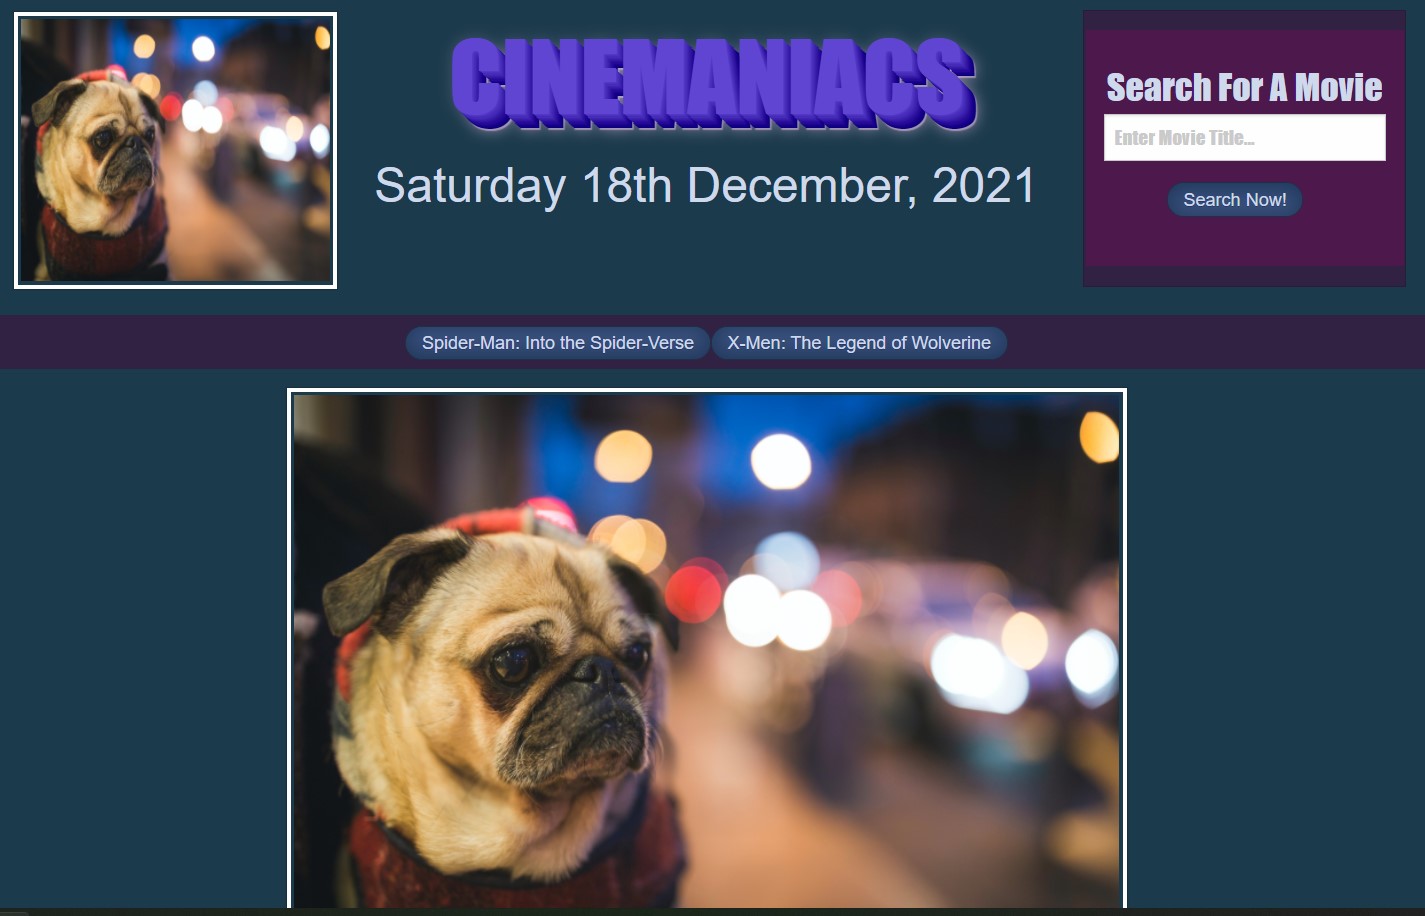 CINEMANIACS
Saturday 18th December, 2021
Search For A Movie
Enter Movie Title...
Search Now!
Spider-Man: Into the Spider-Verse
X-Men: The Legend of Wolverine